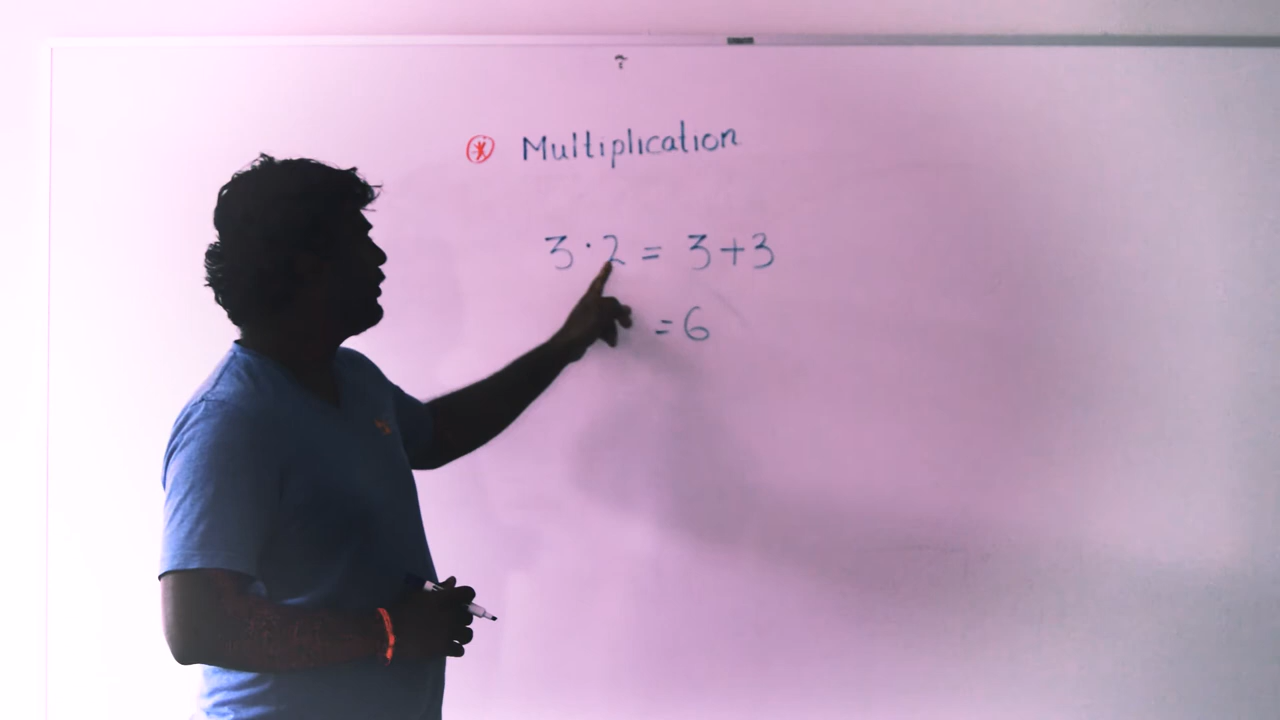 Multiplication
3·2 = 3+3
=6